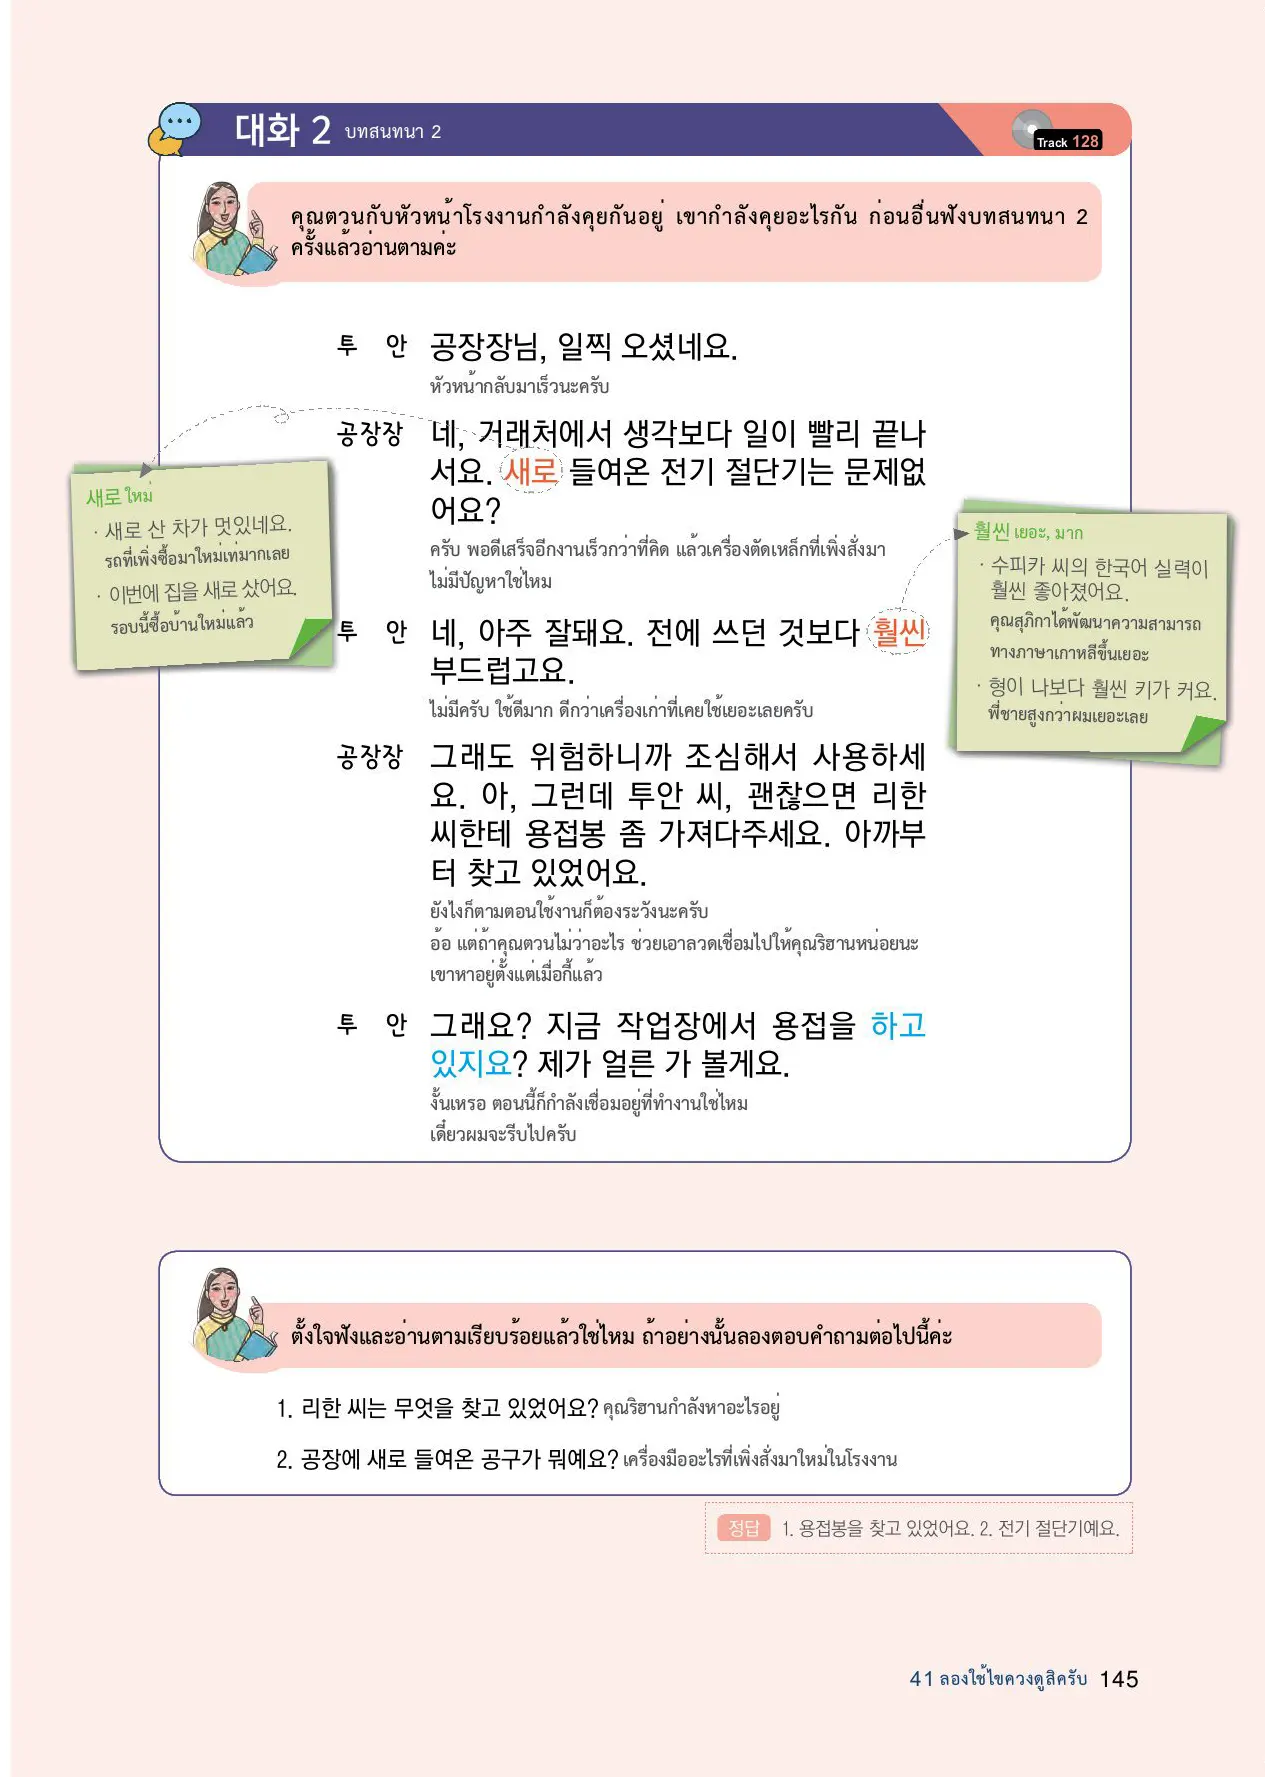 대화 2 บทสนทนา 2
Track 128
คุณตวนกับหัวหน้าโรงงานกำลังคุยกันอยู่ เขากำลังคุยอะไรกัน ก่อนอื่นฟังบทสนทนา 2
ครั้งแล้วอ่านตามค่ะ
투 안 공장장님, 일찍 오셨네요.
หัวหน้ากลับมาเร็วนะครับ
공장장 네, 거래처에서 생각보다 일이 빨리 끝나
서요. 새로 들여온 전기 절단기는 문제없
어요?
ครับ พอดีเสร็จอีกงานเร็วกว่าที่คิด แล้วเครื่องตัดเหล็กที่เพิ่งสั่งมา
ไม่มีปัญหาใช่ไหม
투 안 네, 아주 잘돼요. 전에 쓰던 것보다 훨씬
부드럽고요.
ไม่มีครับ ใช้ดีมาก ดีกว่าเครื่องเก่าที่เคยใช้เยอะเลยครับ
공장장 그래도 위험하니까 조심해서 사용하세
요. 아, 그런데 투안 씨, 괜찮으면 리한
씨한테 용접봉 좀 가져다주세요. 아까부
터 찾고 있었어요.
ยังไงก็ตามตอนใช้งานก็ต้องระวังนะครับ
อ้อ แต่ถ้าคุณตวนไม่ว่าอะไร ช่วยเอาลวดเชื่อมไปให้คุณริฮานหน่อยนะ
เขาหาอยู่ตั้งแต่เมื่อกี้แล้ว
투 안 그래요? 지금 작업장에서 용접을 하고
있지요? 제가 얼른 가 볼게요.
งั้นเหรอ ตอนนี้ก็กำลังเชื่อมอยู่ที่ทำงานใช่ไหม
เดี๋ยวผมจะรีบไปครับ
새로 ใหม่
· 새로 산 차가 멋있네요.
รถที่เพิ่งซื้อมาใหม่เท่มากเลย
· 이번에 집을 새로 샀어요.
รอบนี้ซื้อบ้านใหม่แล้ว
훨씬 เยอะ, มาก
· 수피카 씨의 한국어 실력이
훨씬 좋아졌어요.
คุณสุภิกาได้พัฒนาความสามารถ
ทางภาษาเกาหลีขึ้นเยอะ
· 형이 나보다 훨씬 키가 커요.
พี่ชายสูงกว่าผมเยอะเลย
ตั้งใจฟังและอ่านตามเรียบร้อยแล้วใช่ไหม ถ้าอย่างนั้นลองตอบคำถามต่อไปนี้ค่ะ
1. 리한 씨는 무엇을 찾고 있었어요? คุณริฮานกำลังหาอะไรอยู่
2. 공장에 새로 들여온 공구가 뭐예요? เครื่องมืออะไรที่เพิ่งสั่งมาใหม่ในโรงงาน
정답 1. 용접봉을 찾고 있었어요. 2. 전기 절단기예요.
41 ลองใช้ไขควงดูสิครับ 145